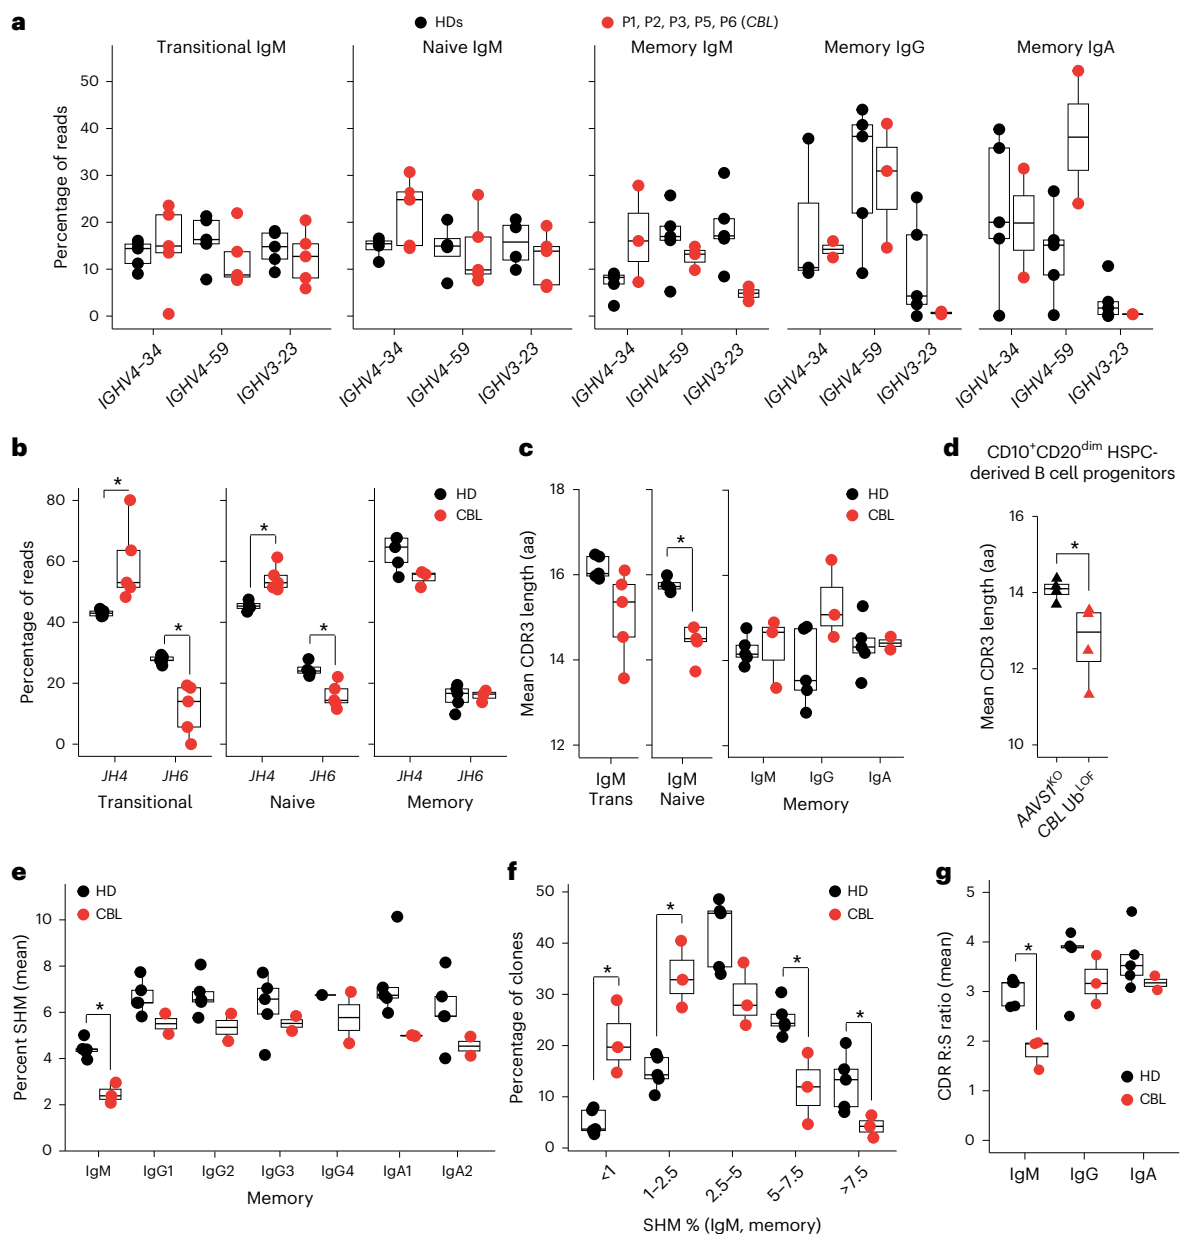 a
HDs
P1, P2, P3, P5, P6 (CBL)
Transitional IgM
Naive IgM
Memory IgM
Memory IgG
Memory IgA
Percentage of reads
50
40
30
20
10
0
IGHV4–34
IGHV4–59
IGHV3-23
IGHV4–34
IGHV4–59
IGHV3-23
IGHV4–34
IGHV4–59
IGHV3-23
IGHV4–34
IGHV4–59
IGHV3-23
IGHV4–34
IGHV4–59
IGHV3-23
b
Percentage of reads
80
60
40
20
0
*
*
*
*
HD
CBL
JH4
JH6
JH4
JH6
JH4
JH6
Transitional
Naive
Memory
c
Mean CDR3 length (aa)
18
16
14
12
*
HD
CBL
IgM
Trans
IgM
Naive
IgM
IgG
IgA
Memory
d
CD10+CD20dim HSPC-
derived B cell progenitors
Mean CDR3 length (aa)
16
14
12
10
*
AAVS1KO
CBL UbLOF
e
HD
CBL
Percent SHM (mean)
10
8
6
4
2
0
*
IgM
IgG1
IgG2
IgG3
IgG4
IgA1
IgA2
Memory
f
Percentage of clones
50
40
30
20
10
0
*
*
*
*
HD
CBL
<1
1–2.5
2.5–5
5–7.5
>7.5
SHM % (IgM, memory)
g
CDR R:S ratio (mean)
5
4
3
2
1
0
*
HD
CBL
IgM
IgG
IgA